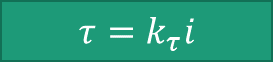 τ = k_τ i